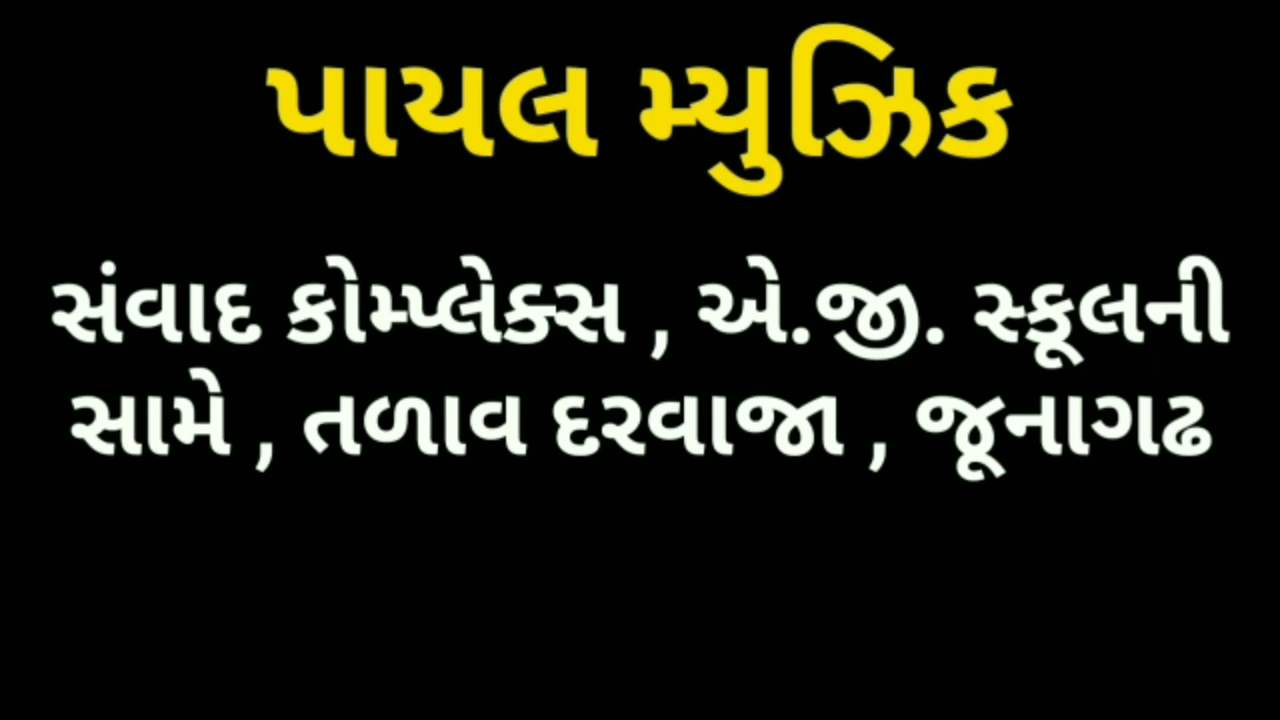 પાયલ મ્યુઝિક
સંવાદ કોમ્પ્લેક્સ , એ.જી. સ્કૂલની
સામે , તળાવ દરવાજા , જૂનાગઢ